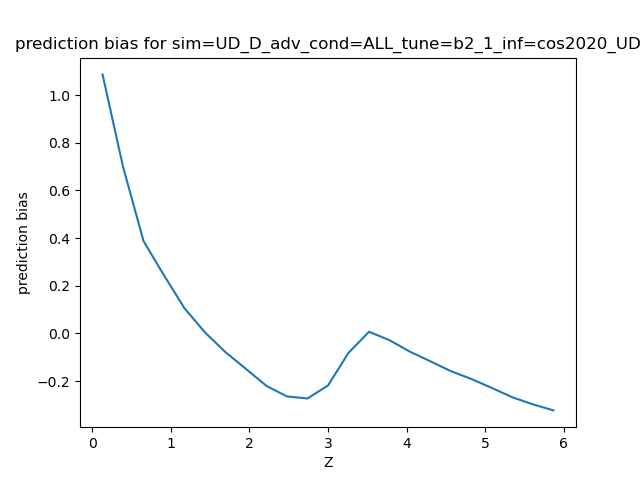 prediction bias for sim=UD_D_adv_cond=ALL_tune=b2_1_inf=cos2020_UD
1.0
0.8
0.6
0.4
0.2
0.0
−0.2
prediction bias
0 1 2 3 4 5 6
Z